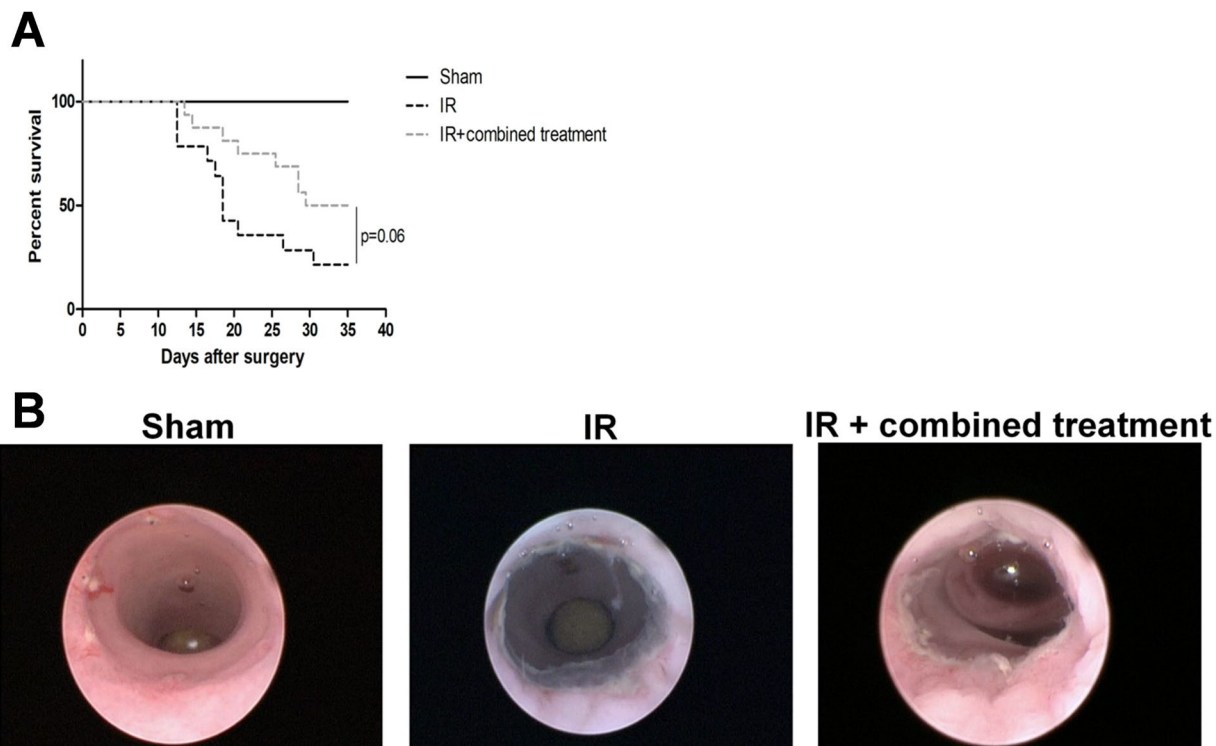 A
Percent survival
100
50
0
0 5 10 15 20 25 30 35 40
Days after surgery
Sham
IR
IR+combined treatment
p=0.06
B
Sham
IR
IR + combined treatment